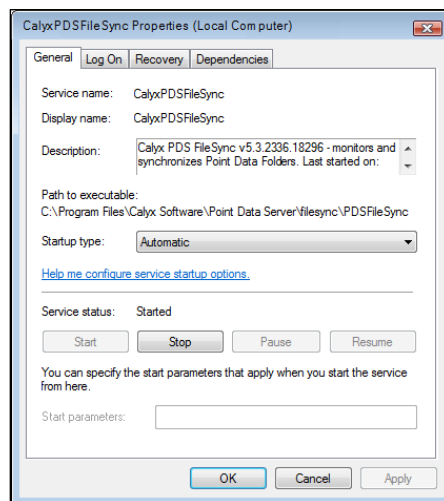 CalyxPDSFileSync Properties (Local Computer)
General Log On Recovery Dependencies
Service name: CalyxPDSFileSync
Display name: CalyxPDSFileSync
Description: Calyx PDS FileSync v5.3.2336.18296 - monitors and
synchronizes Point Data Folders. Last started on:
Path to executable:
C:\Program Files\Calyx Software\Point Data Server\filesync\PDSFileSync
Startup type: Automatic
Help me configure service startup options.
Service status: Started
Start Stop Pause Resume
You can specify the start parameters that apply when you start the service
from here.
Start parameters:
OK Cancel Apply